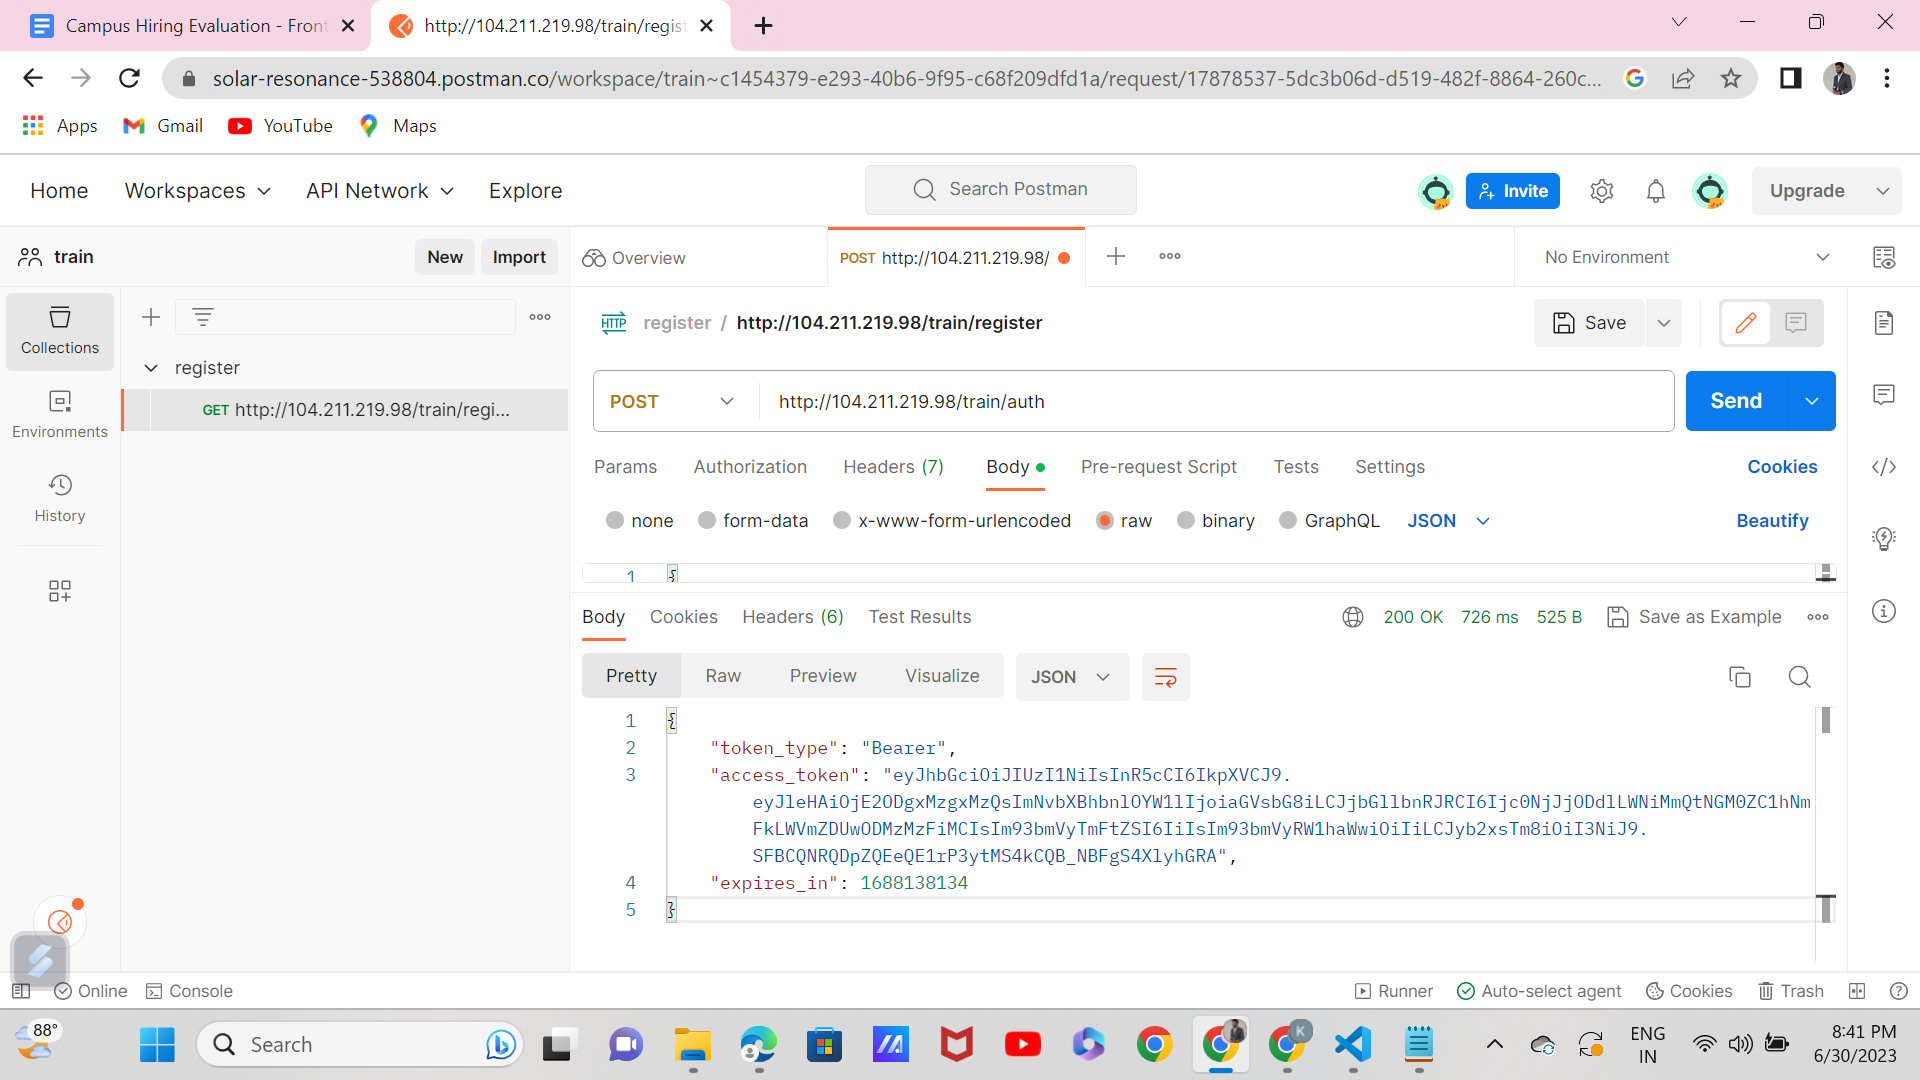 Campus Hiring Evaluation - Front
http://104.211.219.98/train/regist
solar-resonance-538804.postman.co/workspace/train~c1454379-e293-40b6-9f95-c68f209dfd1a/request/17878537-5dc3b06d-d519-482f-8864-260c...
Apps
Gmail
YouTube
Maps
Home
Workspaces
API Network
Explore
Search Postman
Invite
Upgrade
train
New
Import
Overview
POST http://104.211.219.98/
No Environment
Collections
Environments
History
register
GET http://104.211.219.98/train/regi...
HTTP
register / http://104.211.219.98/train/register
Save
POST
http://104.211.219.98/train/auth
Send
Params
Authorization
Headers (7)
Body
Pre-request Script
Tests
Settings
Cookies
none
form-data
x-www-form-urlencoded
raw
binary
GraphQL
JSON
Beautify
1 {
Body
Cookies
Headers (6)
Test Results
200 OK
726 ms
525 B
Save as Example
Pretty
Raw
Preview
Visualize
JSON
1 {
2 "token_type": "Bearer",
3 "access_token": "eyJhbGciOiJIUzI1NiIsInR5cCI6IkpXVCJ9.
eyJleHAiOjE2ODgxMzgxMzQsImNvbXBhbnlOYW1lIjoiaGVsbG8iLCJjbGllbnRJRCI6Ijc0NjJjODdlLWNiMmQtNGM0ZC1hNm
FkLWVmZDUwODMzMzFiMCIsIm93bmVyTmFtZSI6IiIsIm93bmVyRW1haWwiOiIiLCJyb2xsTm8iOiI3NiJ9.
SFBCQNRQDpZQEeQE1rP3ytMS4kCQB_NBFgS4XlyhGRA",
4 "expires_in": 1688138134
5 }
Online
Console
Runner
Auto-select agent
Cookies
Trash
88°
Search
K
ENG
IN
8:41 PM
6/30/2023